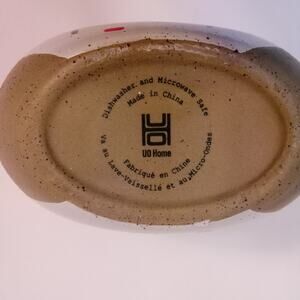 Dishwasher and Microwave Safe
Made in China
UO
UO Home
Fabriqué en Chine
Va au Lave-Vaisselle et au Micro-Ondes